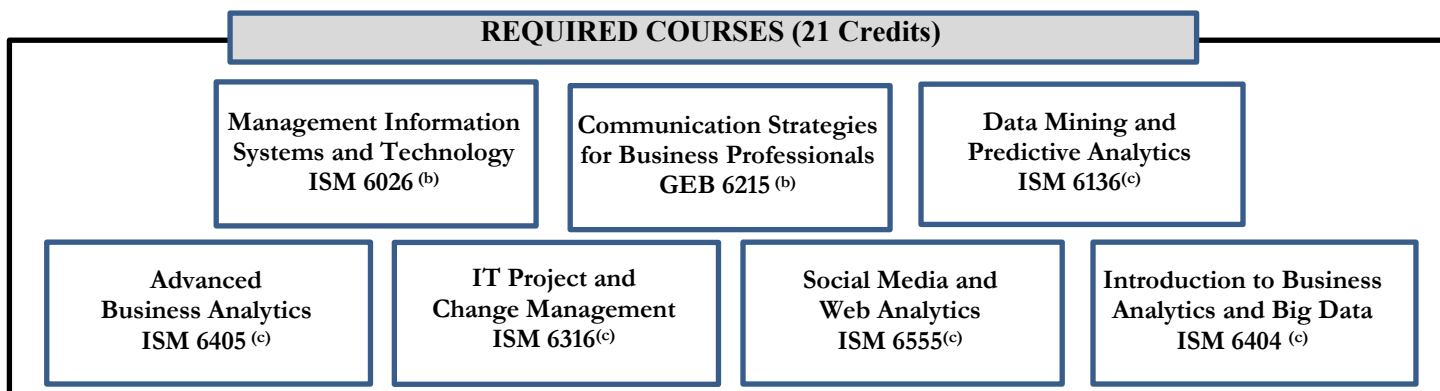 REQUIRED COURSES (21 Credits)
Management Information
Systems and Technology
ISM 6026 (b)
Communication Strategies
for Business Professionals
GEB 6215 (b)
Data Mining and
Predictive Analytics
ISM 6136(c)
Advanced
Business Analytics
ISM 6405 (c)
IT Project and
Change Management
ISM 6316(c)
Social Media and
Web Analytics
ISM 6555(c)
Introduction to Business
Analytics and Big Data
ISM 6404 (c)